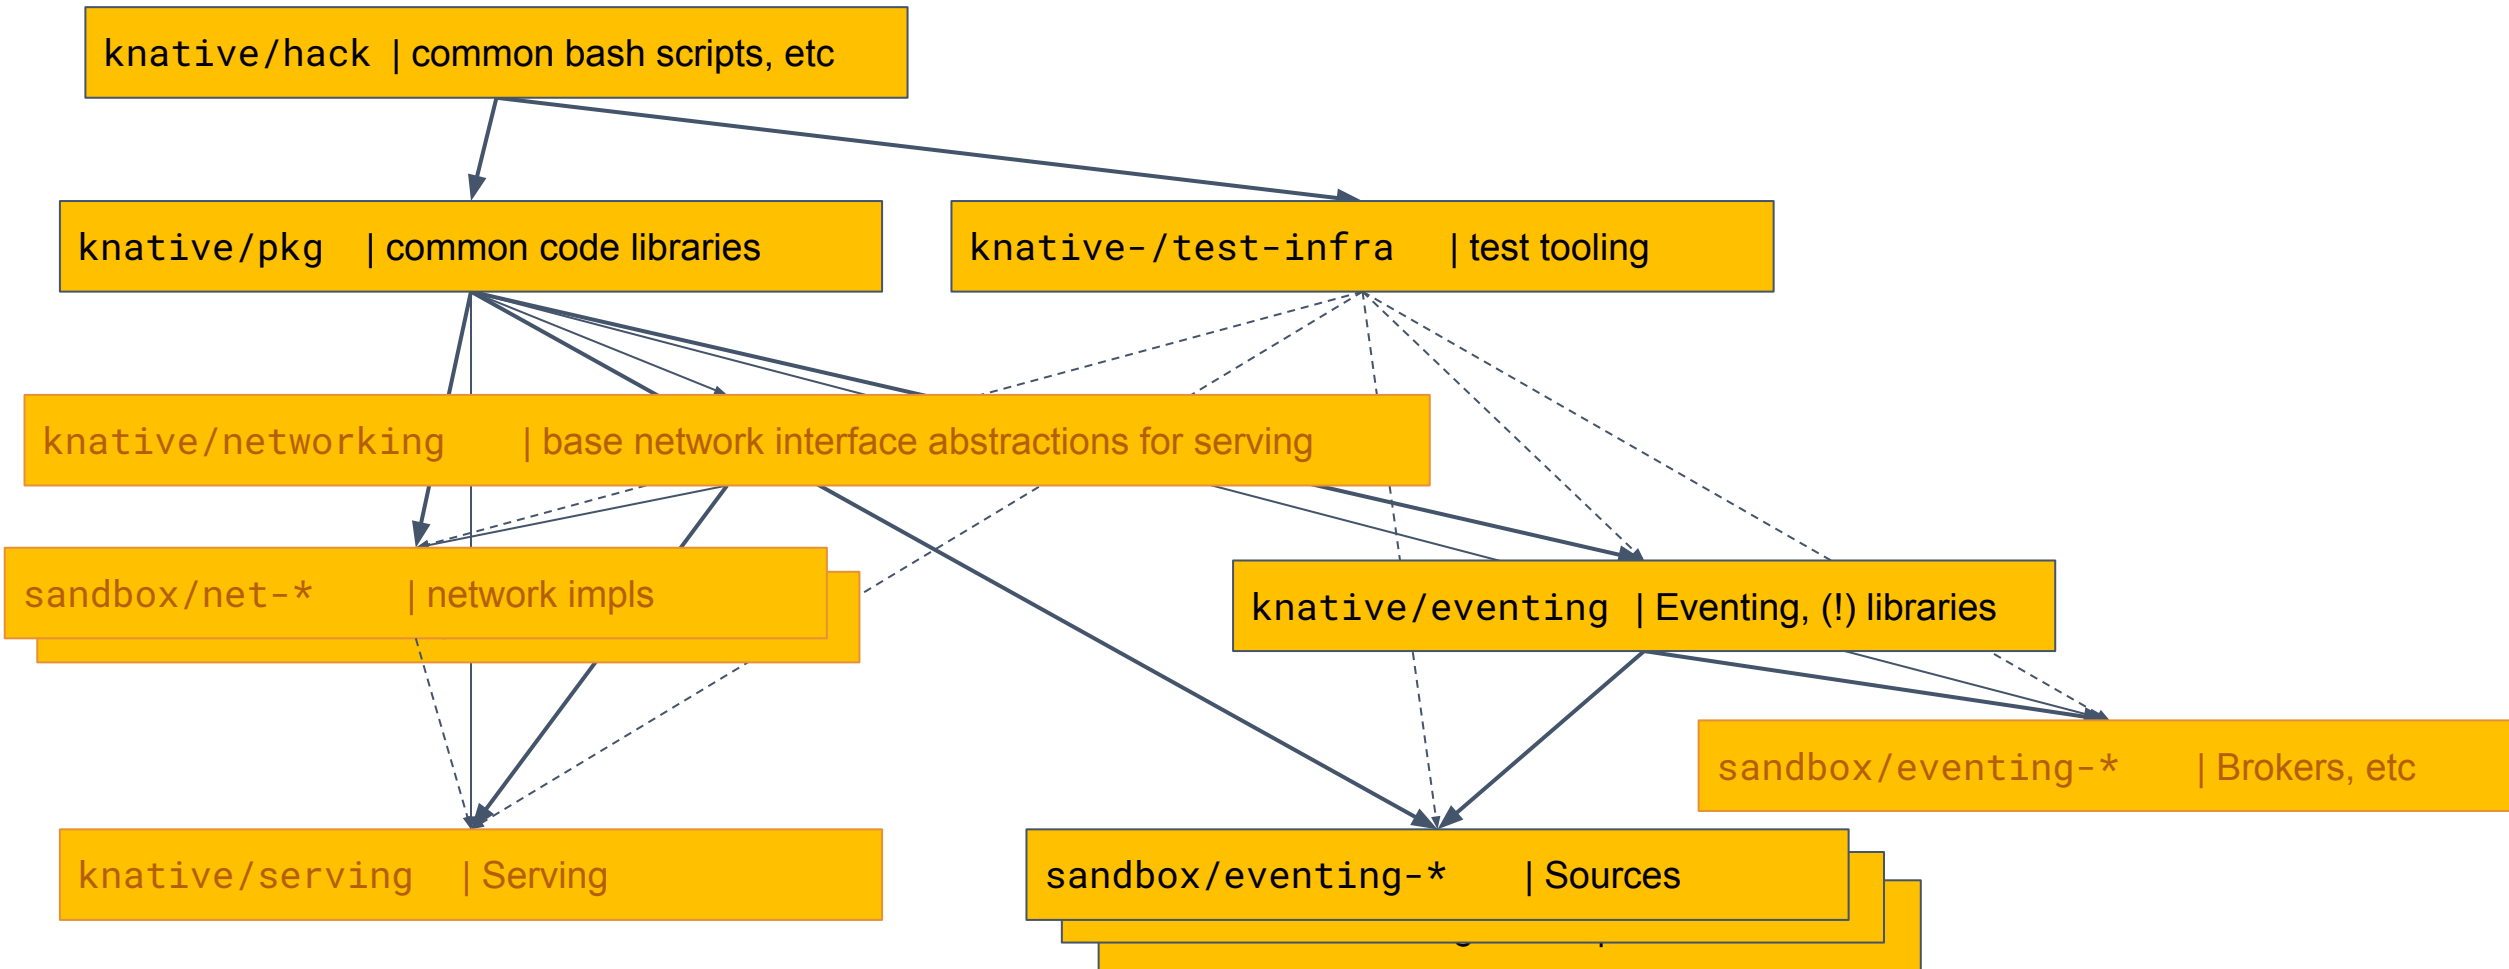 knative/hack | common bash scripts, etc
knative/pkg | common code libraries
knative-/test-infra | test tooling
knative/networking | base network interface abstractions for serving
sandbox/net-* | network impls
knative/eventing | Eventing, (!) libraries
sandbox/eventing-* | Brokers, etc
knative/serving | Serving
sandbox/eventing-* | Sources